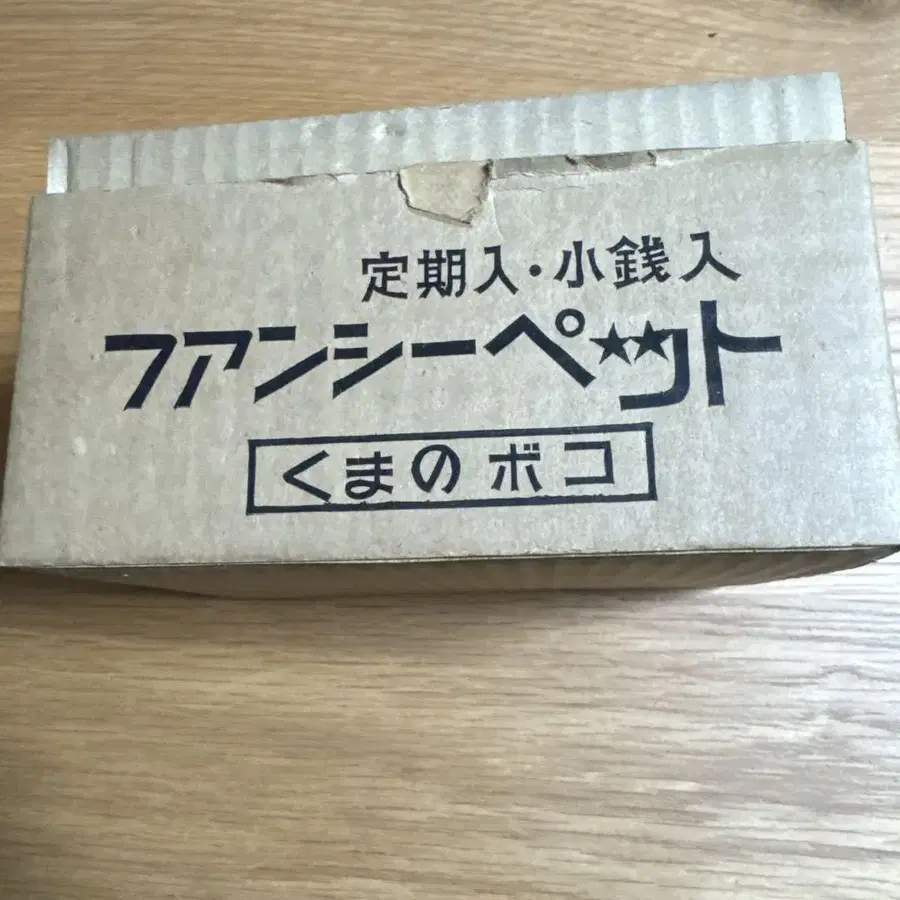 定期入・小銭入
ファンシーペット
くまのボコ